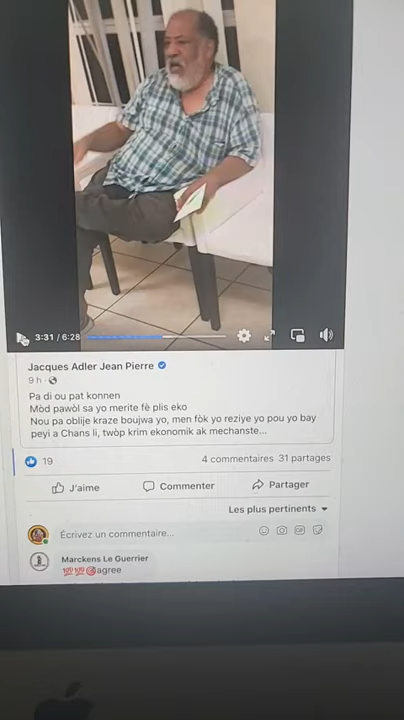 3:31 / 6:28
Jacques Adler Jean Pierre
9 h ·
Pa di ou pat konnen
Mòd pawòl sa yo merite fè plis eko
Nou pa oblije kraze boujwa yo, men fòk yo reziye yo pou yo bay
peyi a Chans li, twòp krim ekonomik ak mechanste...
19
4 commentaires 31 partages
J'aime
Commenter
Partager
Les plus pertinents
Écrivez un commentaire...
GIF
Marckens Le Guerrier
💯💯🎯agree